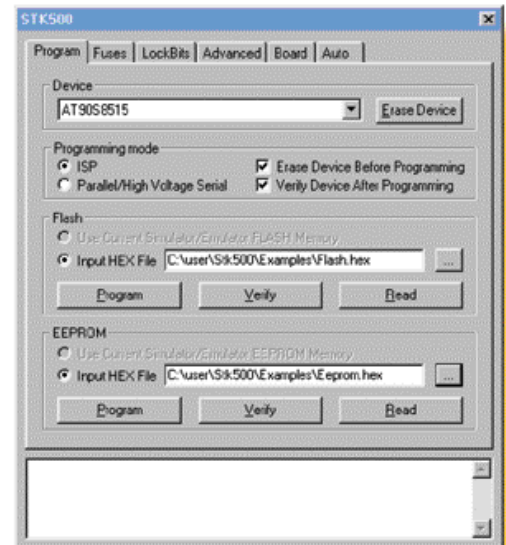 STK500
Program Fuses LockBits Advanced Board Auto
Device
AT90S8515 Erase Device
Programming mode
ISP Erase Device Before Programming
Parallel/High Voltage Serial Verify Device After Programming
Flash
Use Current Simulator/Emulator FLASH Memory
Input HEX File C:\user\Stk500\Examples\Flash.hex ...
Program Verify Read
EEPROM
Use Current Simulator/Emulator EEPROM Memory
Input HEX File C:\user\Stk500\Examples\Eeprom.hex ...
Program Verify Read